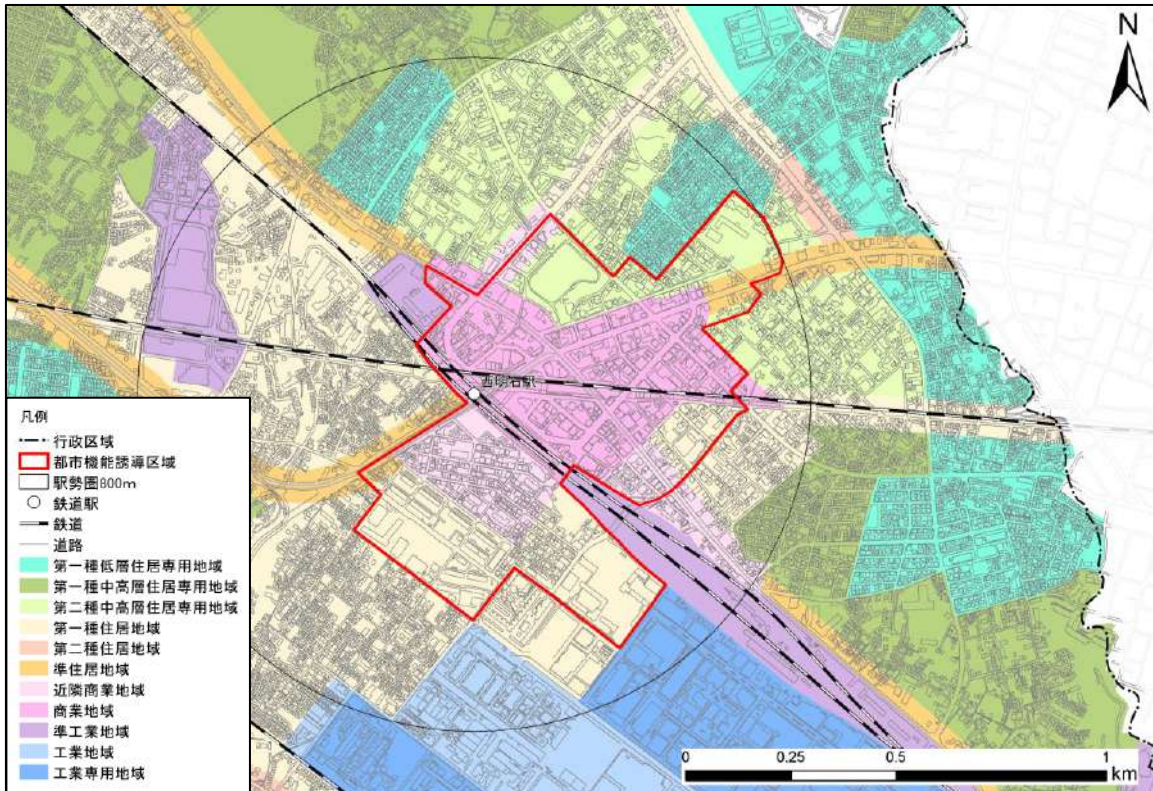 N
西明石駅
凡例
行政区域
都市機能誘導区域
駅勢圏800m
鉄道駅
鉄道
道路
第一種低層住居専用地域
第一種中高層住居専用地域
第二種中高層住居専用地域
第一種住居地域
第二種住居地域
準住居地域
近隣商業地域
商業地域
準工業地域
工業地域
工業専用地域
0 0.25 0.5 1
km